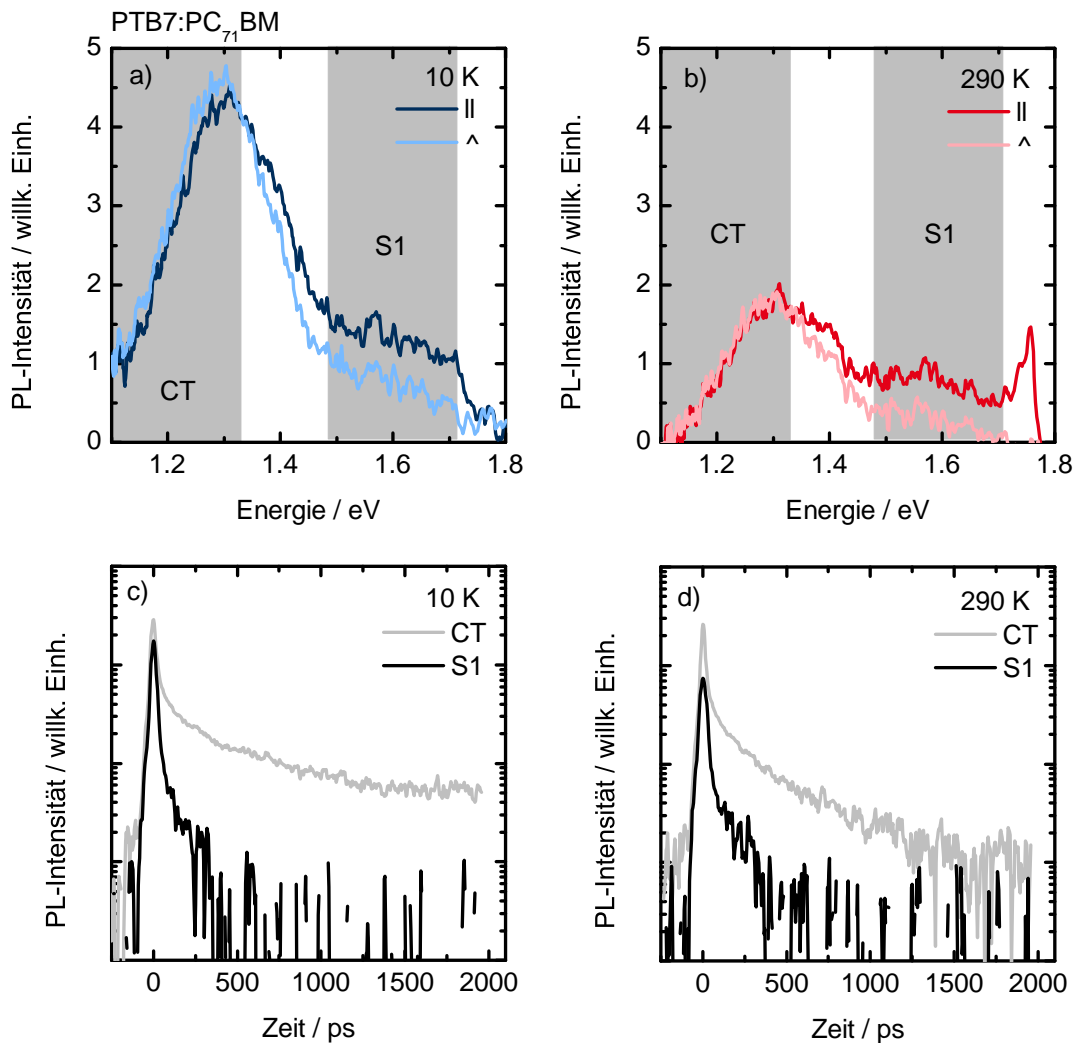 PTB7:PC71BM
a)
10 K
||
^
CT
S1
5
4
3
2
1
0
1.2 1.4 1.6 1.8
PL-Intensität / willk. Einh.
Energie / eV
b)
290 K
||
^
CT
S1
5
4
3
2
1
0
1.2 1.4 1.6 1.8
PL-Intensität / willk. Einh.
Energie / eV
c)
10 K
CT
S1
0 500 1000 1500 2000
PL-Intensität / willk. Einh.
Zeit / ps
d)
290 K
CT
S1
0 500 1000 1500 2000
PL-Intensität / willk. Einh.
Zeit / ps